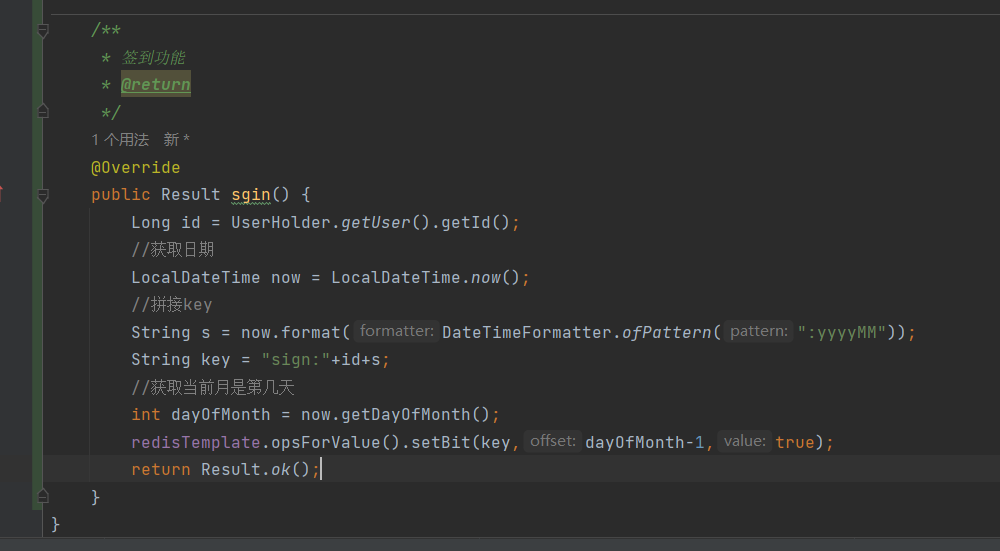 /**
* 签到功能
* @return
*/
1 个用法 新 *
@Override
public Result sgin() {
Long id = UserHolder.getUser().getId();
//获取日期
LocalDateTime now = LocalDateTime.now();
//拼接key
String s = now.format( formatter: DateTimeFormatter.ofPattern( pattern: ":yyyyMM"));
String key = "sign:"+id+s;
//获取当前月是第几天
int dayOfMonth = now.getDayOfMonth();
redisTemplate.opsForValue().setBit(key, offset: dayOfMonth-1, value: true);
return Result.ok();
}
}